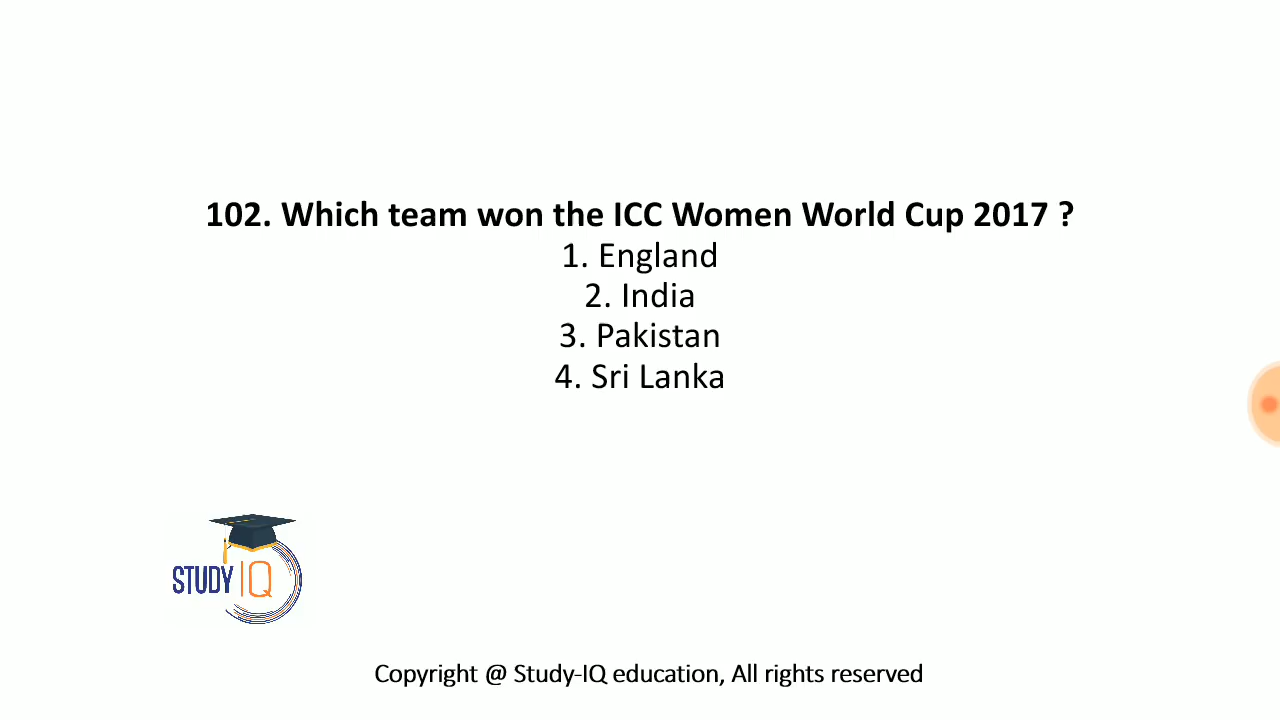 102. Which team won the ICC Women World Cup 2017 ?
1. England
2. India
3. Pakistan
4. Sri Lanka
STUDY IQ
Copyright @ Study-IQ education, All rights reserved